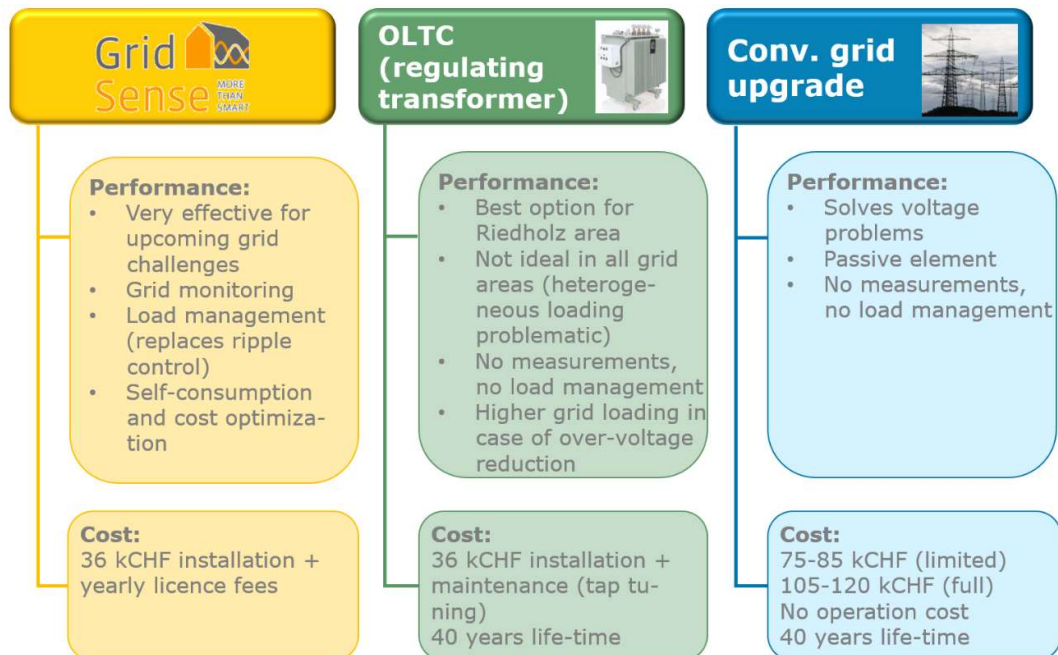 Grid
Sense
MORE
THAN
SMART
Performance:
• Very effective for
upcoming grid
challenges
• Grid monitoring
• Load management
(replaces ripple
control)
• Self-consumption
and cost optimiza-
tion
Cost:
36 kCHF installation +
yearly licence fees
OLTC
(regulating
transformer)
Performance:
• Best option for
Riedholz area
• Not ideal in all grid
areas (heteroge-
neous loading
problematic)
• No measurements,
no load management
• Higher grid loading in
case of over-voltage
reduction
Cost:
36 kCHF installation +
maintenance (tap tu-
ning)
40 years life-time
Conv. grid
upgrade
Performance:
• Solves voltage
problems
• Passive element
• No measurements,
no load management
Cost:
75-85 kCHF (limited)
105-120 kCHF (full)
No operation cost
40 years life-time